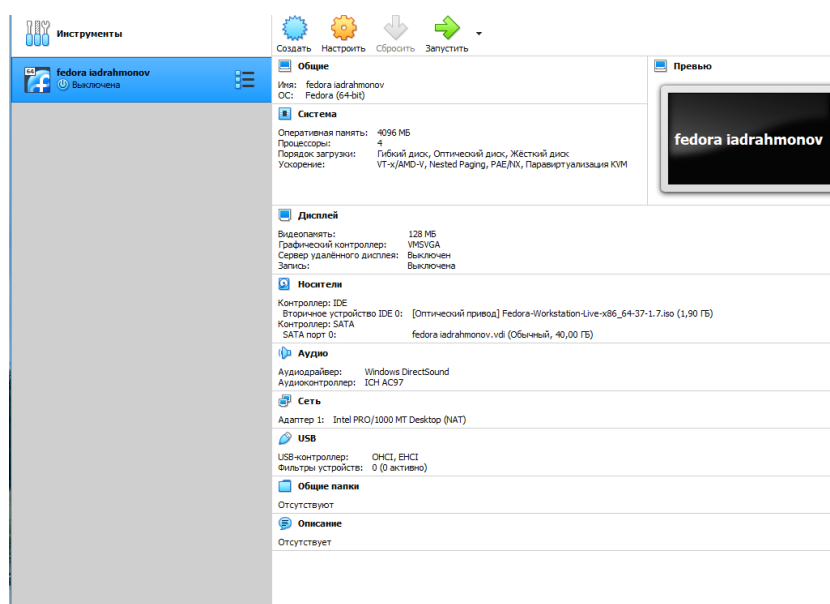 Инструменты
Создать Настроить Сбросить Запустить
64
fedora iadrahmonov
Выключена
Общие
Имя: fedora iadrahmonov
ОС: Fedora (64-bit)
Превью
fedora iadrahmonov
Система
Оперативная память: 4096 МБ
Процессоры: 4
Порядок загрузки: Гибкий диск, Оптический диск, Жёсткий диск
Ускорение: VT-x/AMD-V, Nested Paging, PAE/NX, Паравиртуализация KVM
Дисплей
Видеопамять: 128 МБ
Графический контроллер: VMSVGA
Сервер удалённого дисплея: Выключен
Запись: Выключена
Носители
Контроллер: IDE
Вторичное устройство IDE 0: [Оптический привод] Fedora-Workstation-Live-x86_64-37-1.7.iso (1,90 ГБ)
Контроллер: SATA
SATA порт 0: fedora iadrahmonov.vdi (Обычный, 40,00 ГБ)
Аудио
Аудиодрайвер: Windows DirectSound
Аудиоконтроллер: ICH AC97
Сеть
Адаптер 1: Intel PRO/1000 MT Desktop (NAT)
USB
USB-контроллер: OHCI, EHCI
Фильтры устройств: 0 (0 активно)
Общие папки
Отсутствуют
Описание
Отсутствует